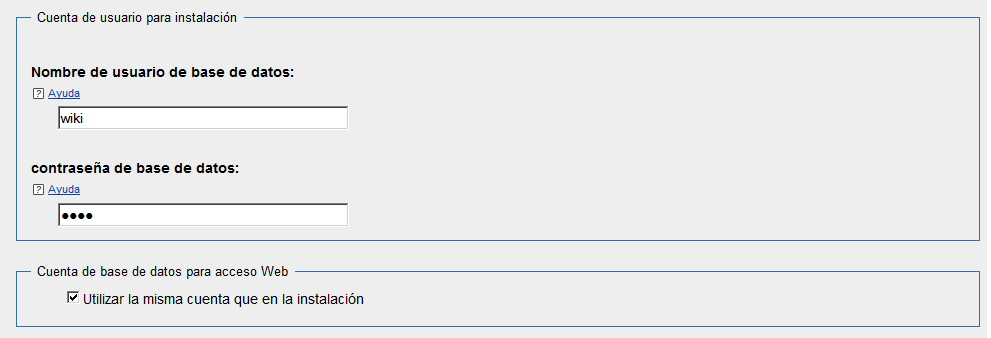 Cuenta de usuario para instalación
Nombre de usuario de base de datos:
? Ayuda
wiki
contraseña de base de datos:
? Ayuda
●●●●
Cuenta de base de datos para acceso Web
Utilizar la misma cuenta que en la instalación